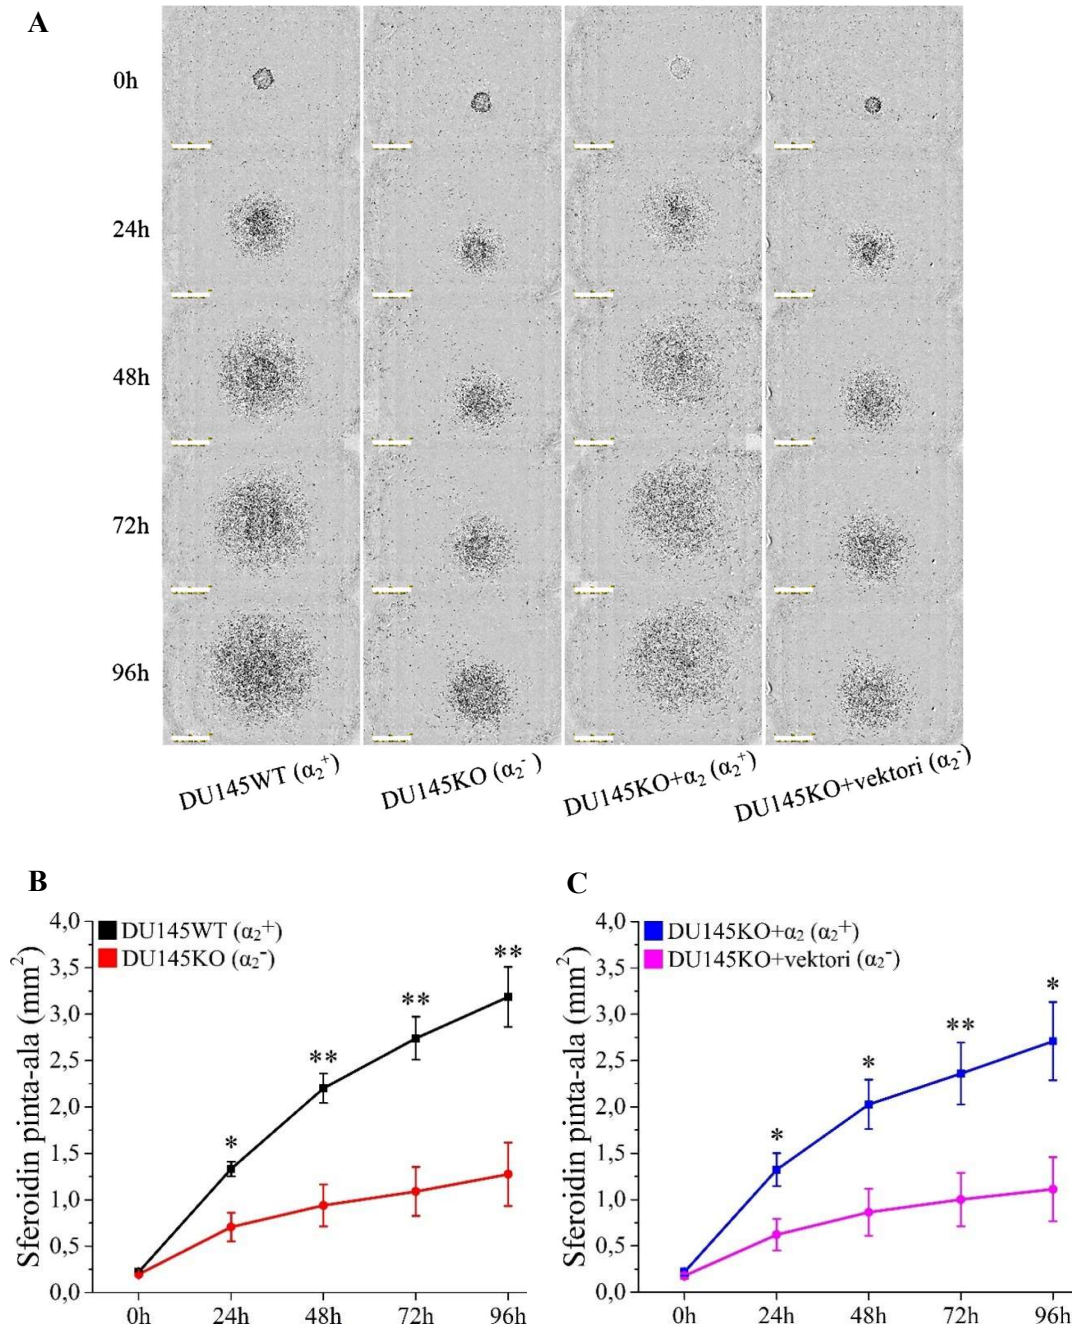 A
0h
24h
48h
72h
96h
DU145WT (α₂⁺)
DU145KO (α₂⁻)
DU145KO+α₂ (α₂⁺)
DU145KO+vektori (α₂⁻)
B
Sferoidin pinta-ala (mm²)
4,0
3,5
3,0
2,5
2,0
1,5
1,0
0,5
0,0
DU145WT (α₂⁺)
DU145KO (α₂⁻)
*
**
**
**
0h
24h
48h
72h
96h
C
Sferoidin pinta-ala (mm²)
4,0
3,5
3,0
2,5
2,0
1,5
1,0
0,5
0,0
DU145KO+α₂ (α₂⁺)
DU145KO+vektori (α₂⁻)
*
*
**
*
0h
24h
48h
72h
96h